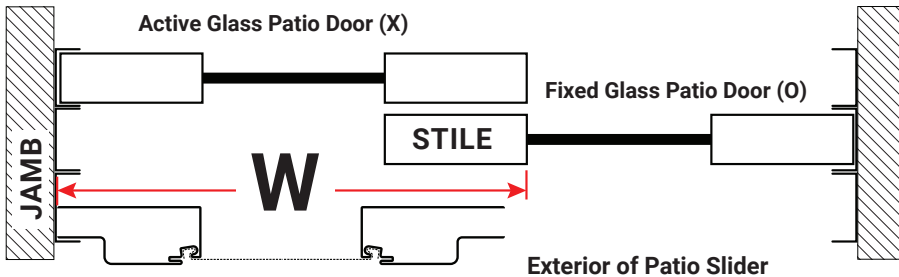 Active Glass Patio Door (X)
Fixed Glass Patio Door (O)
STILE
JAMB
W
Exterior of Patio Slider